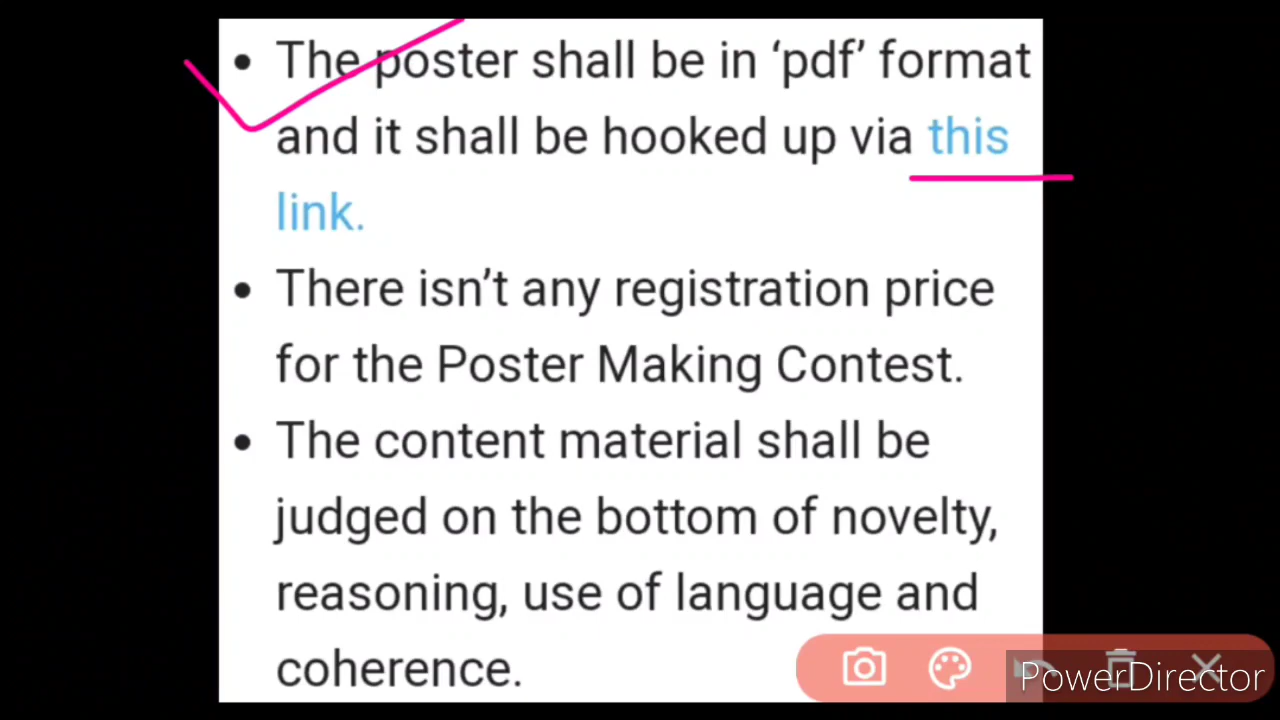 • The poster shall be in ‘pdf’ format
and it shall be hooked up via this
link.
• There isn’t any registration price
for the Poster Making Contest.
• The content material shall be
judged on the bottom of novelty,
reasoning, use of language and
coherence.
PowerDirector